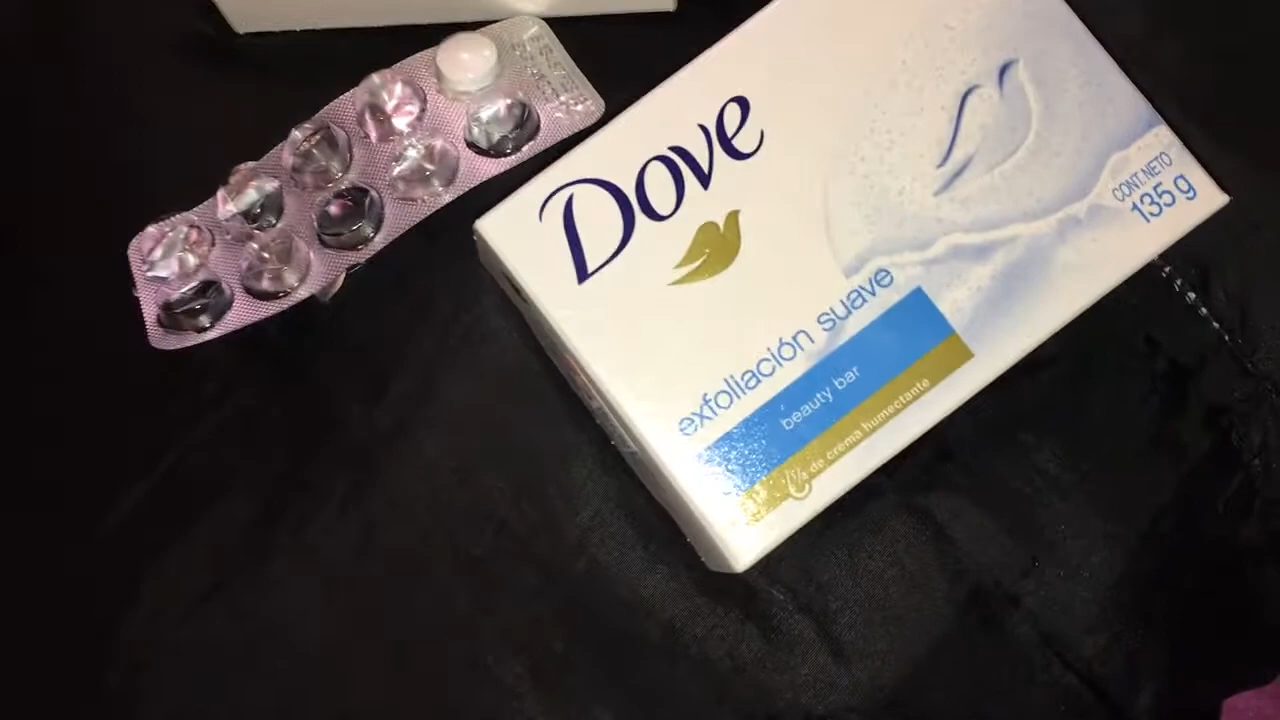 Dove
CONT. NETO
135 g
exfoliación suave
beauty bar
de crema humectante